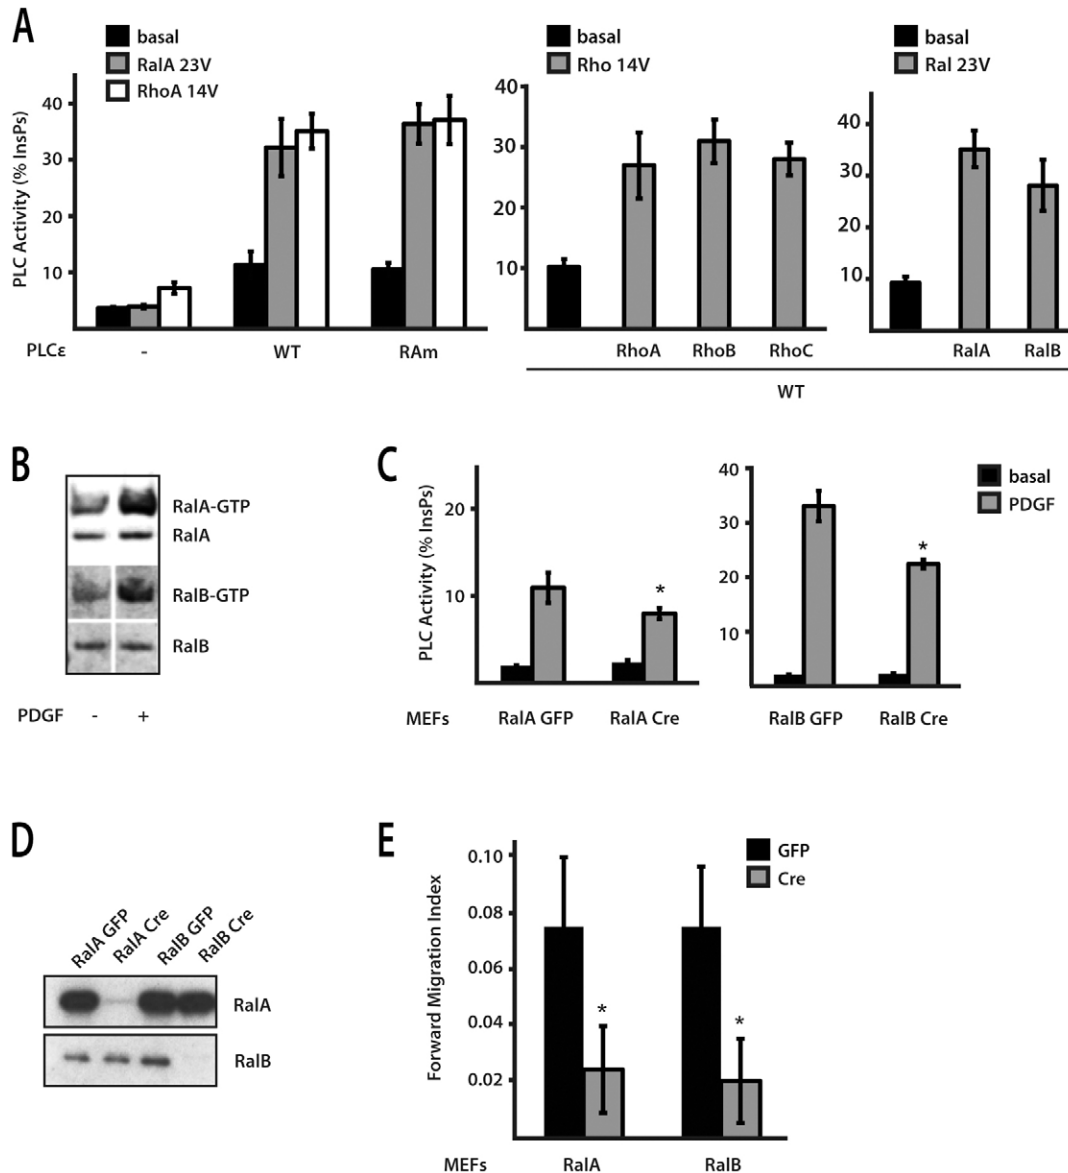 A
basal
RalA 23V
RhoA 14V
PLC Activity (% InsPs)
40
30
20
10
PLCε - WT RAm
basal
Rho 14V
40
30
20
10
RhoA RhoB RhoC
basal
Ral 23V
40
30
20
10
RalA RalB
WT
B
RalA-GTP
RalA
RalB-GTP
RalB
PDGF - +
C
PLC Activity (% InsPs)
20
10
*
MEFs RalA GFP RalA Cre
40
30
20
10
*
RalB GFP RalB Cre
basal
PDGF
D
RalA GFP
RalA Cre
RalB GFP
RalB Cre
RalA
RalB
E
GFP
Cre
Forward Migration Index
0.10
0.08
0.06
0.04
0.02
* *
MEFs RalA RalB